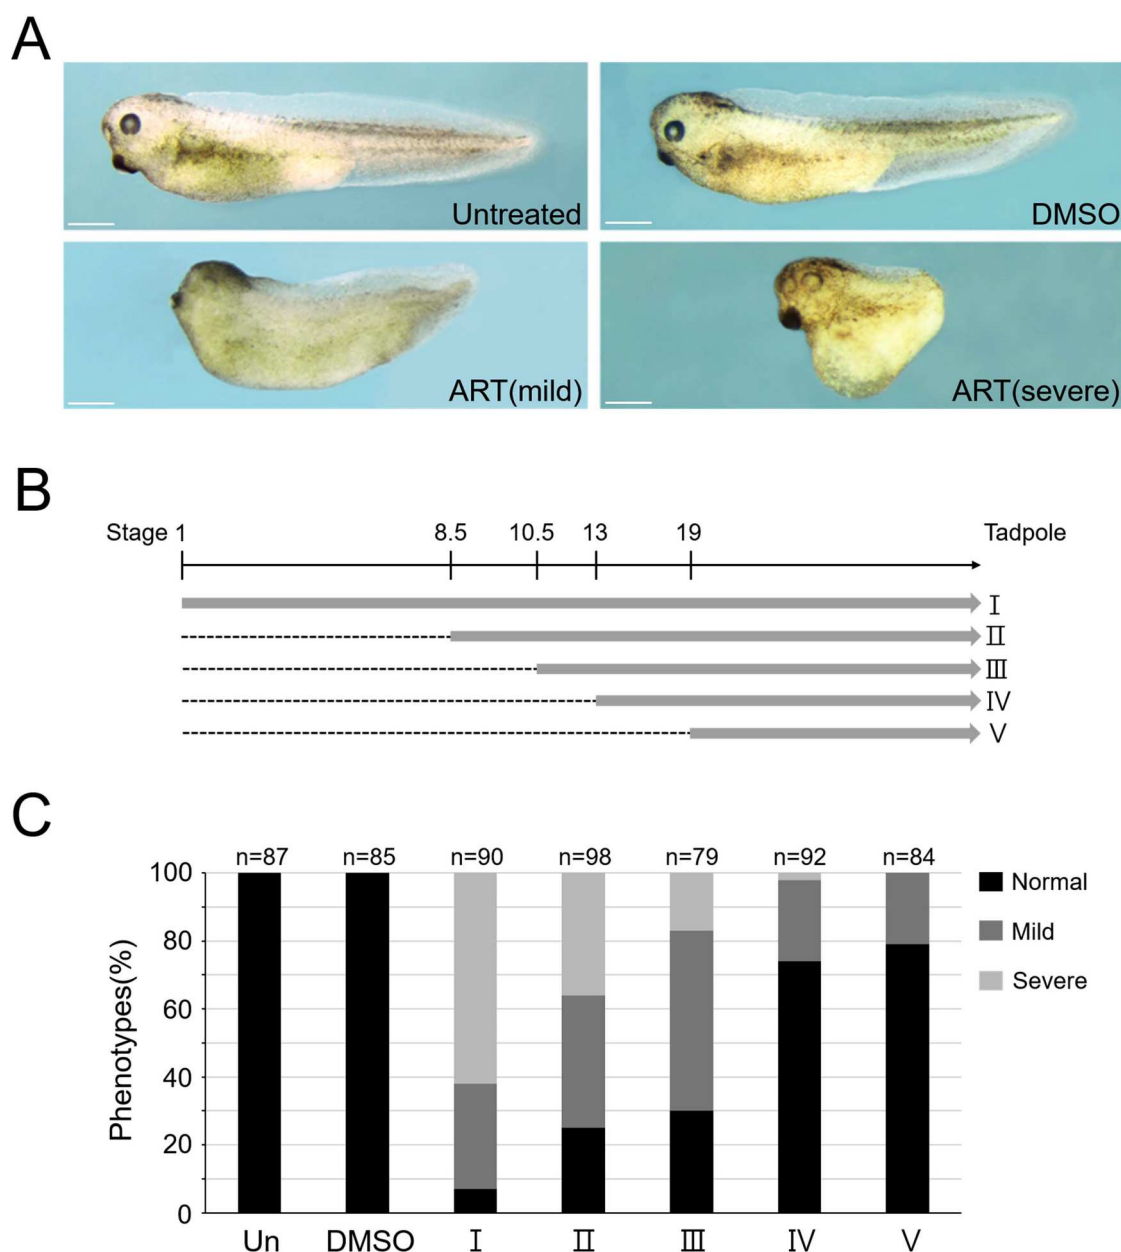 A
Untreated
DMSO
ART(mild)
ART(severe)
B
Stage 1 8.5 10.5 13 19 Tadpole
Ⅰ
Ⅱ
Ⅲ
Ⅳ
Ⅴ
C
n=87 n=85 n=90 n=98 n=79 n=92 n=84
100
80
60
40
20
0
Phenotypes(%)
Normal
Mild
Severe
Un DMSO Ⅰ Ⅱ Ⅲ Ⅳ Ⅴ